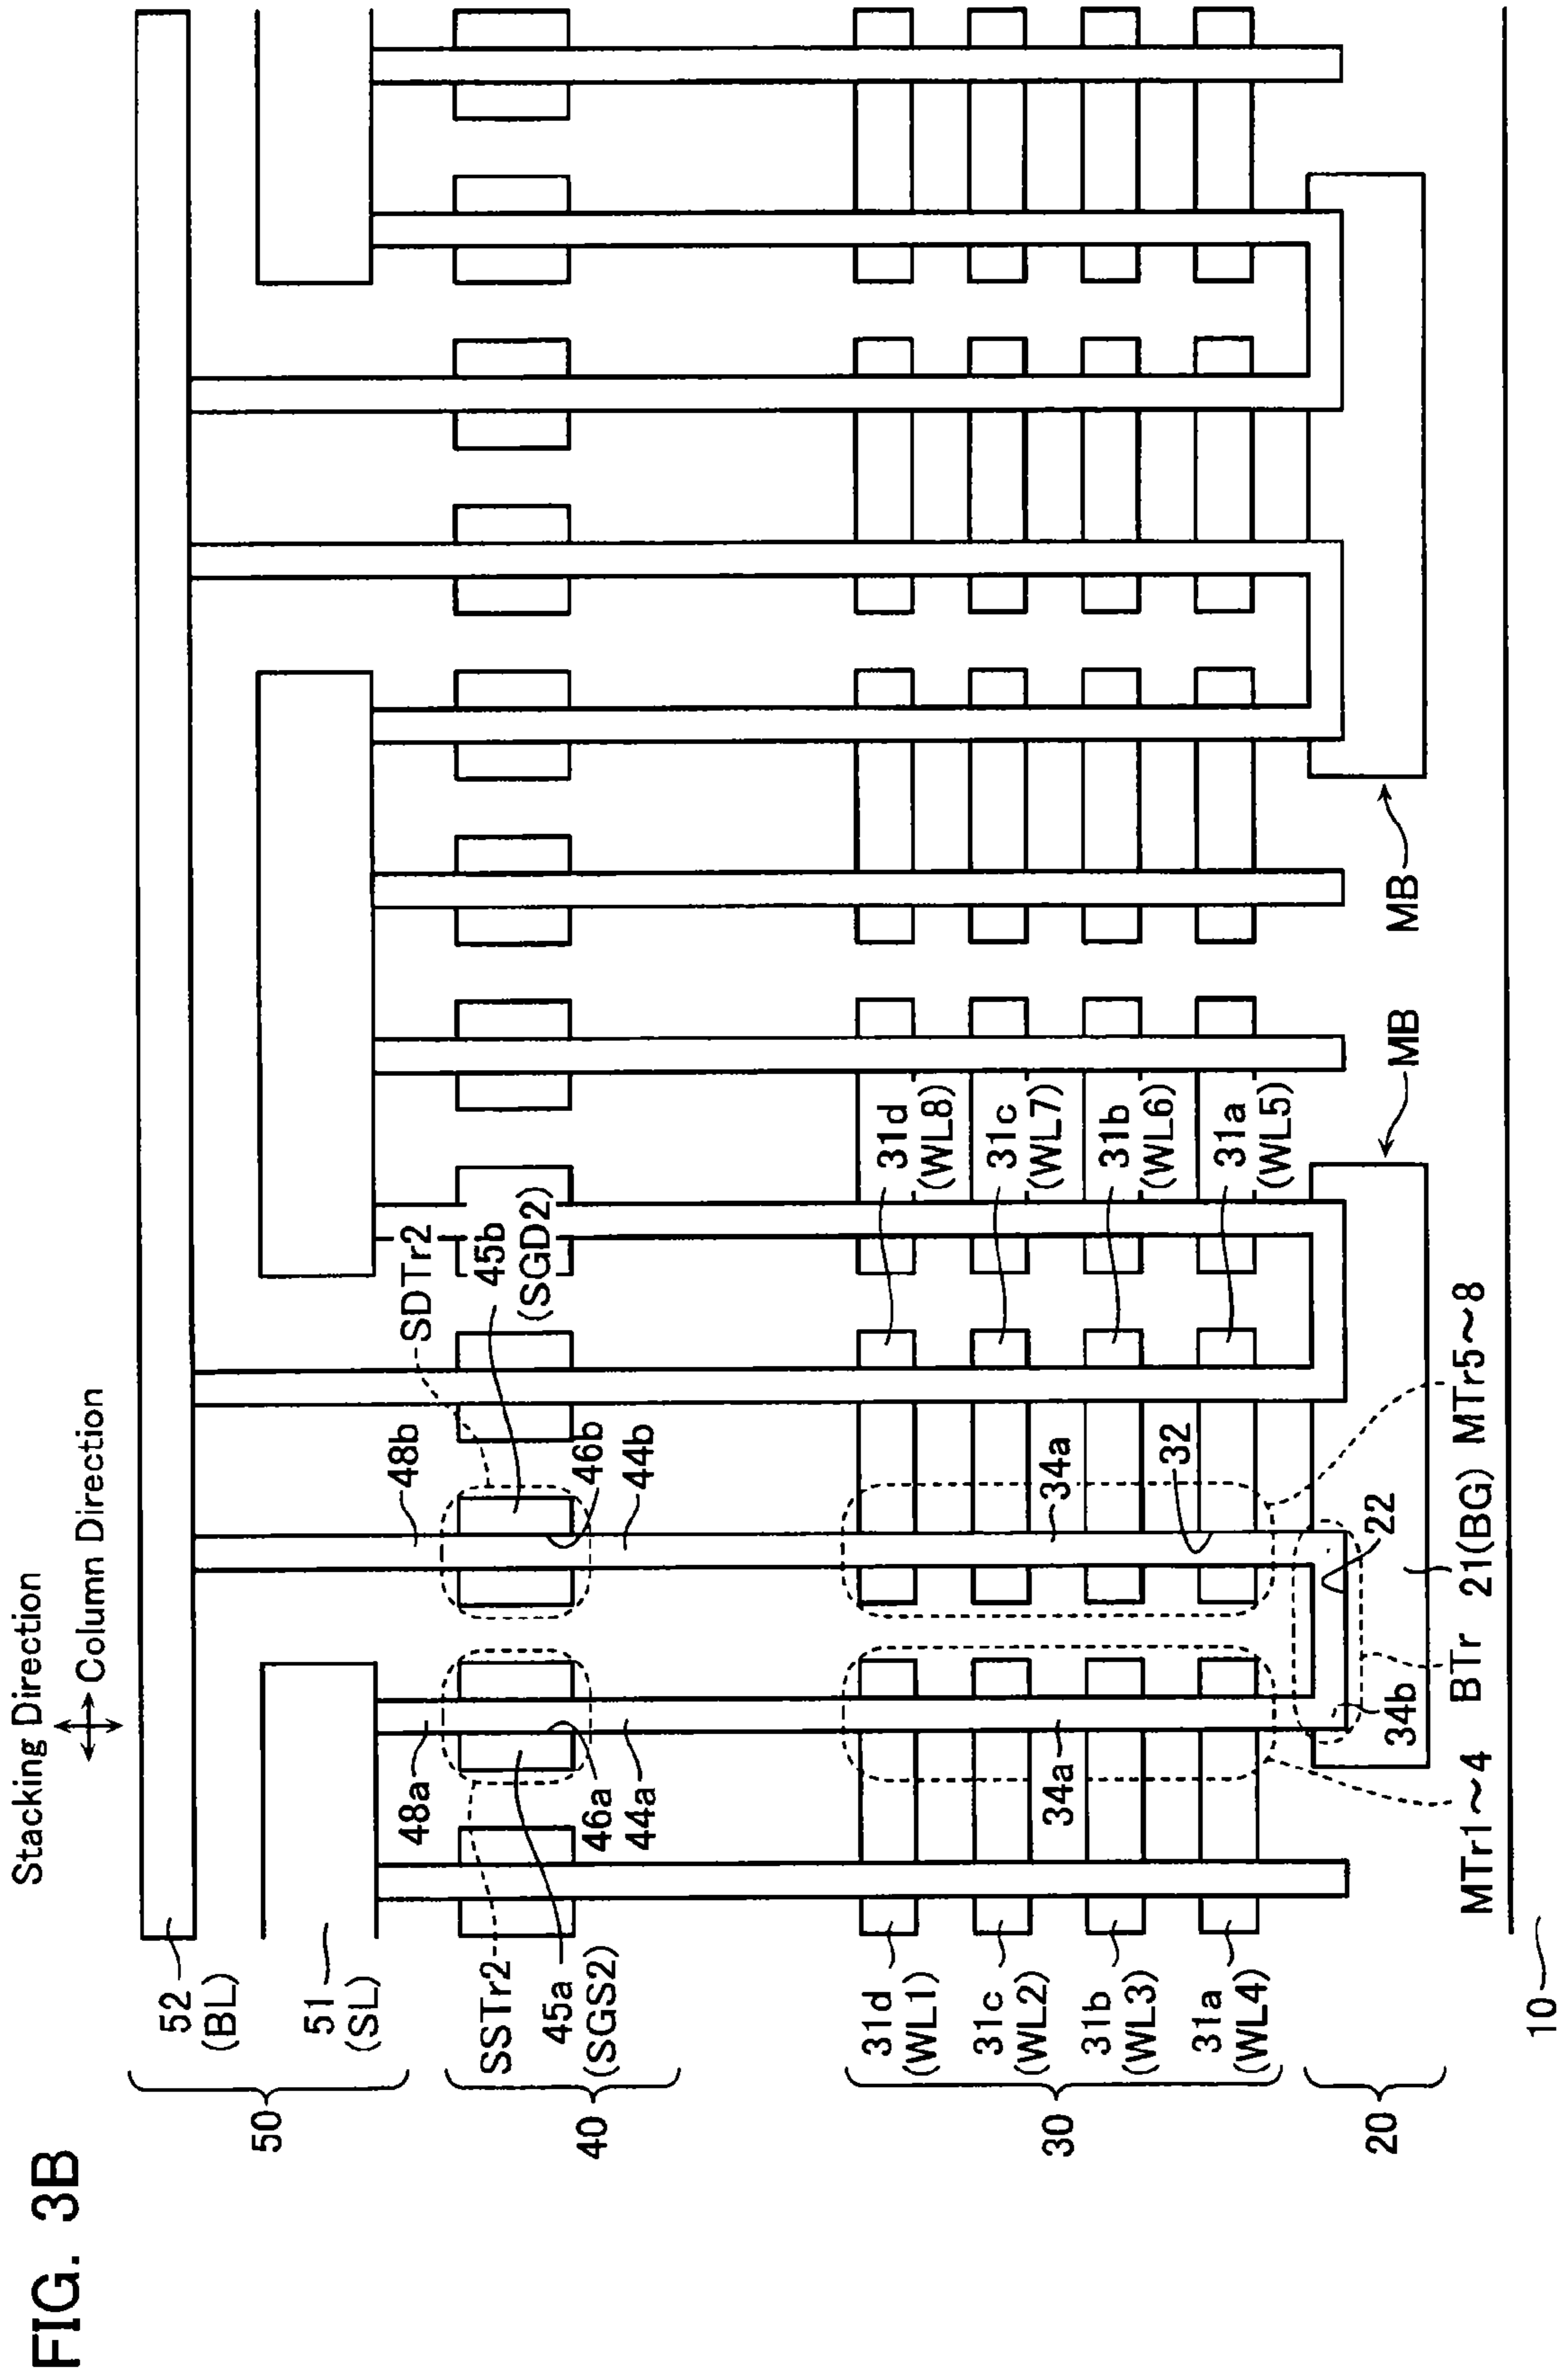 FIG. 3B
Stacking Direction
Column Direction
50
52
(BL)
51
(SL)
40
SSTr2
45a
(SGS2)
48a
46a
44a
48b
46b
44b
SDTr2
45b
(SGD2)
30
31d
(WL1)
31c
(WL2)
31b
(WL3)
31a
(WL4)
34a
34a
32
31d
(WL8)
31c
(WL7)
31b
(WL6)
31a
(WL5)
20
34b
22
MB
MB
MTr1~4
BTr
21(BG)
MTr5~8
10